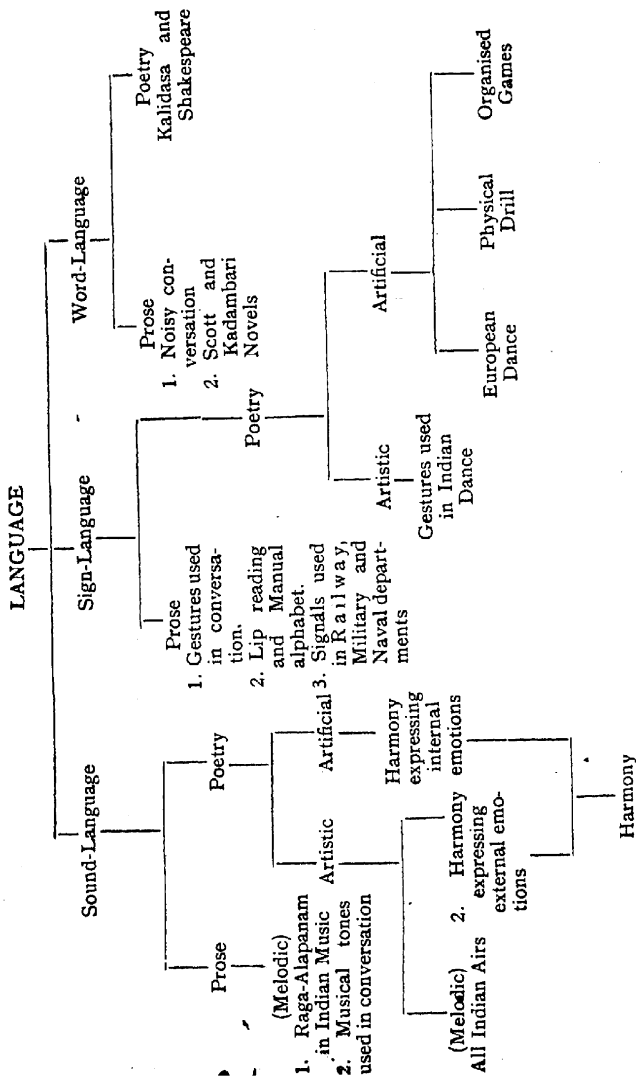 LANGUAGE
Sound-Language
Sign-Language
Word-Language
Prose
(Melodic)
1. Raga-Alapanam
in Indian Music
2. Musical tones
used in conversation
Poetry
Artistic
(Melodic)
All Indian Airs
2. Harmony
expressing
external emo-
tions
Artificial
Harmony
expressing
internal
emotions
Harmony
Prose
1. Gestures used
in conversa-
tion.
2. Lip reading
and Manual
alphabet.
3. Signals used
in Railway,
Military and
Naval depart-
ments
Poetry
Artistic
Gestures used
in Indian
Dance
Artificial
European
Dance
Physical
Drill
Organised
Games
Prose
1. Noisy con-
versation
2. Scott and
Kadambari
Novels
Poetry
Kalidasa and
Shakespeare